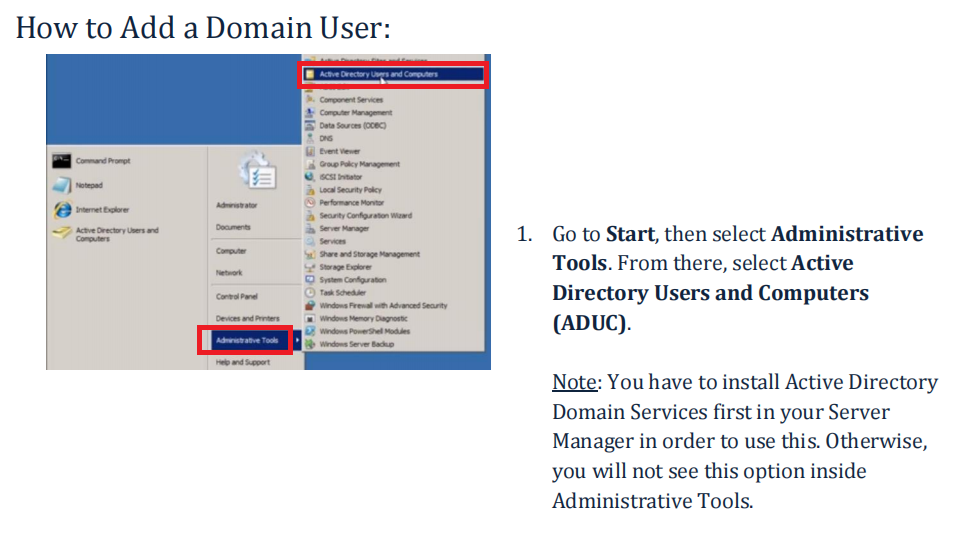 How to Add a Domain User:
Active Directory Users and Computers
Component Services
Computer Management
Data Sources (ODBC)
DNS
Event Viewer
Group Policy Management
iSCSI Initiator
Local Security Policy
Performance Monitor
Security Configuration Wizard
Server Manager
Services
Share and Storage Management
Storage Explorer
System Configuration
Task Scheduler
Windows Firewall with Advanced Security
Windows Memory Diagnostic
Windows PowerShell Modules
Windows Server Backup
Command Prompt
Notepad
Internet Explorer
Active Directory Users and
Computers
Administrator
Documents
Computer
Network
Control Panel
Devices and Printers
Administrative Tools
Help and Support
1. Go to Start, then select Administrative
Tools. From there, select Active
Directory Users and Computers
(ADUC).
Note: You have to install Active Directory
Domain Services first in your Server
Manager in order to use this. Otherwise,
you will not see this option inside
Administrative Tools.